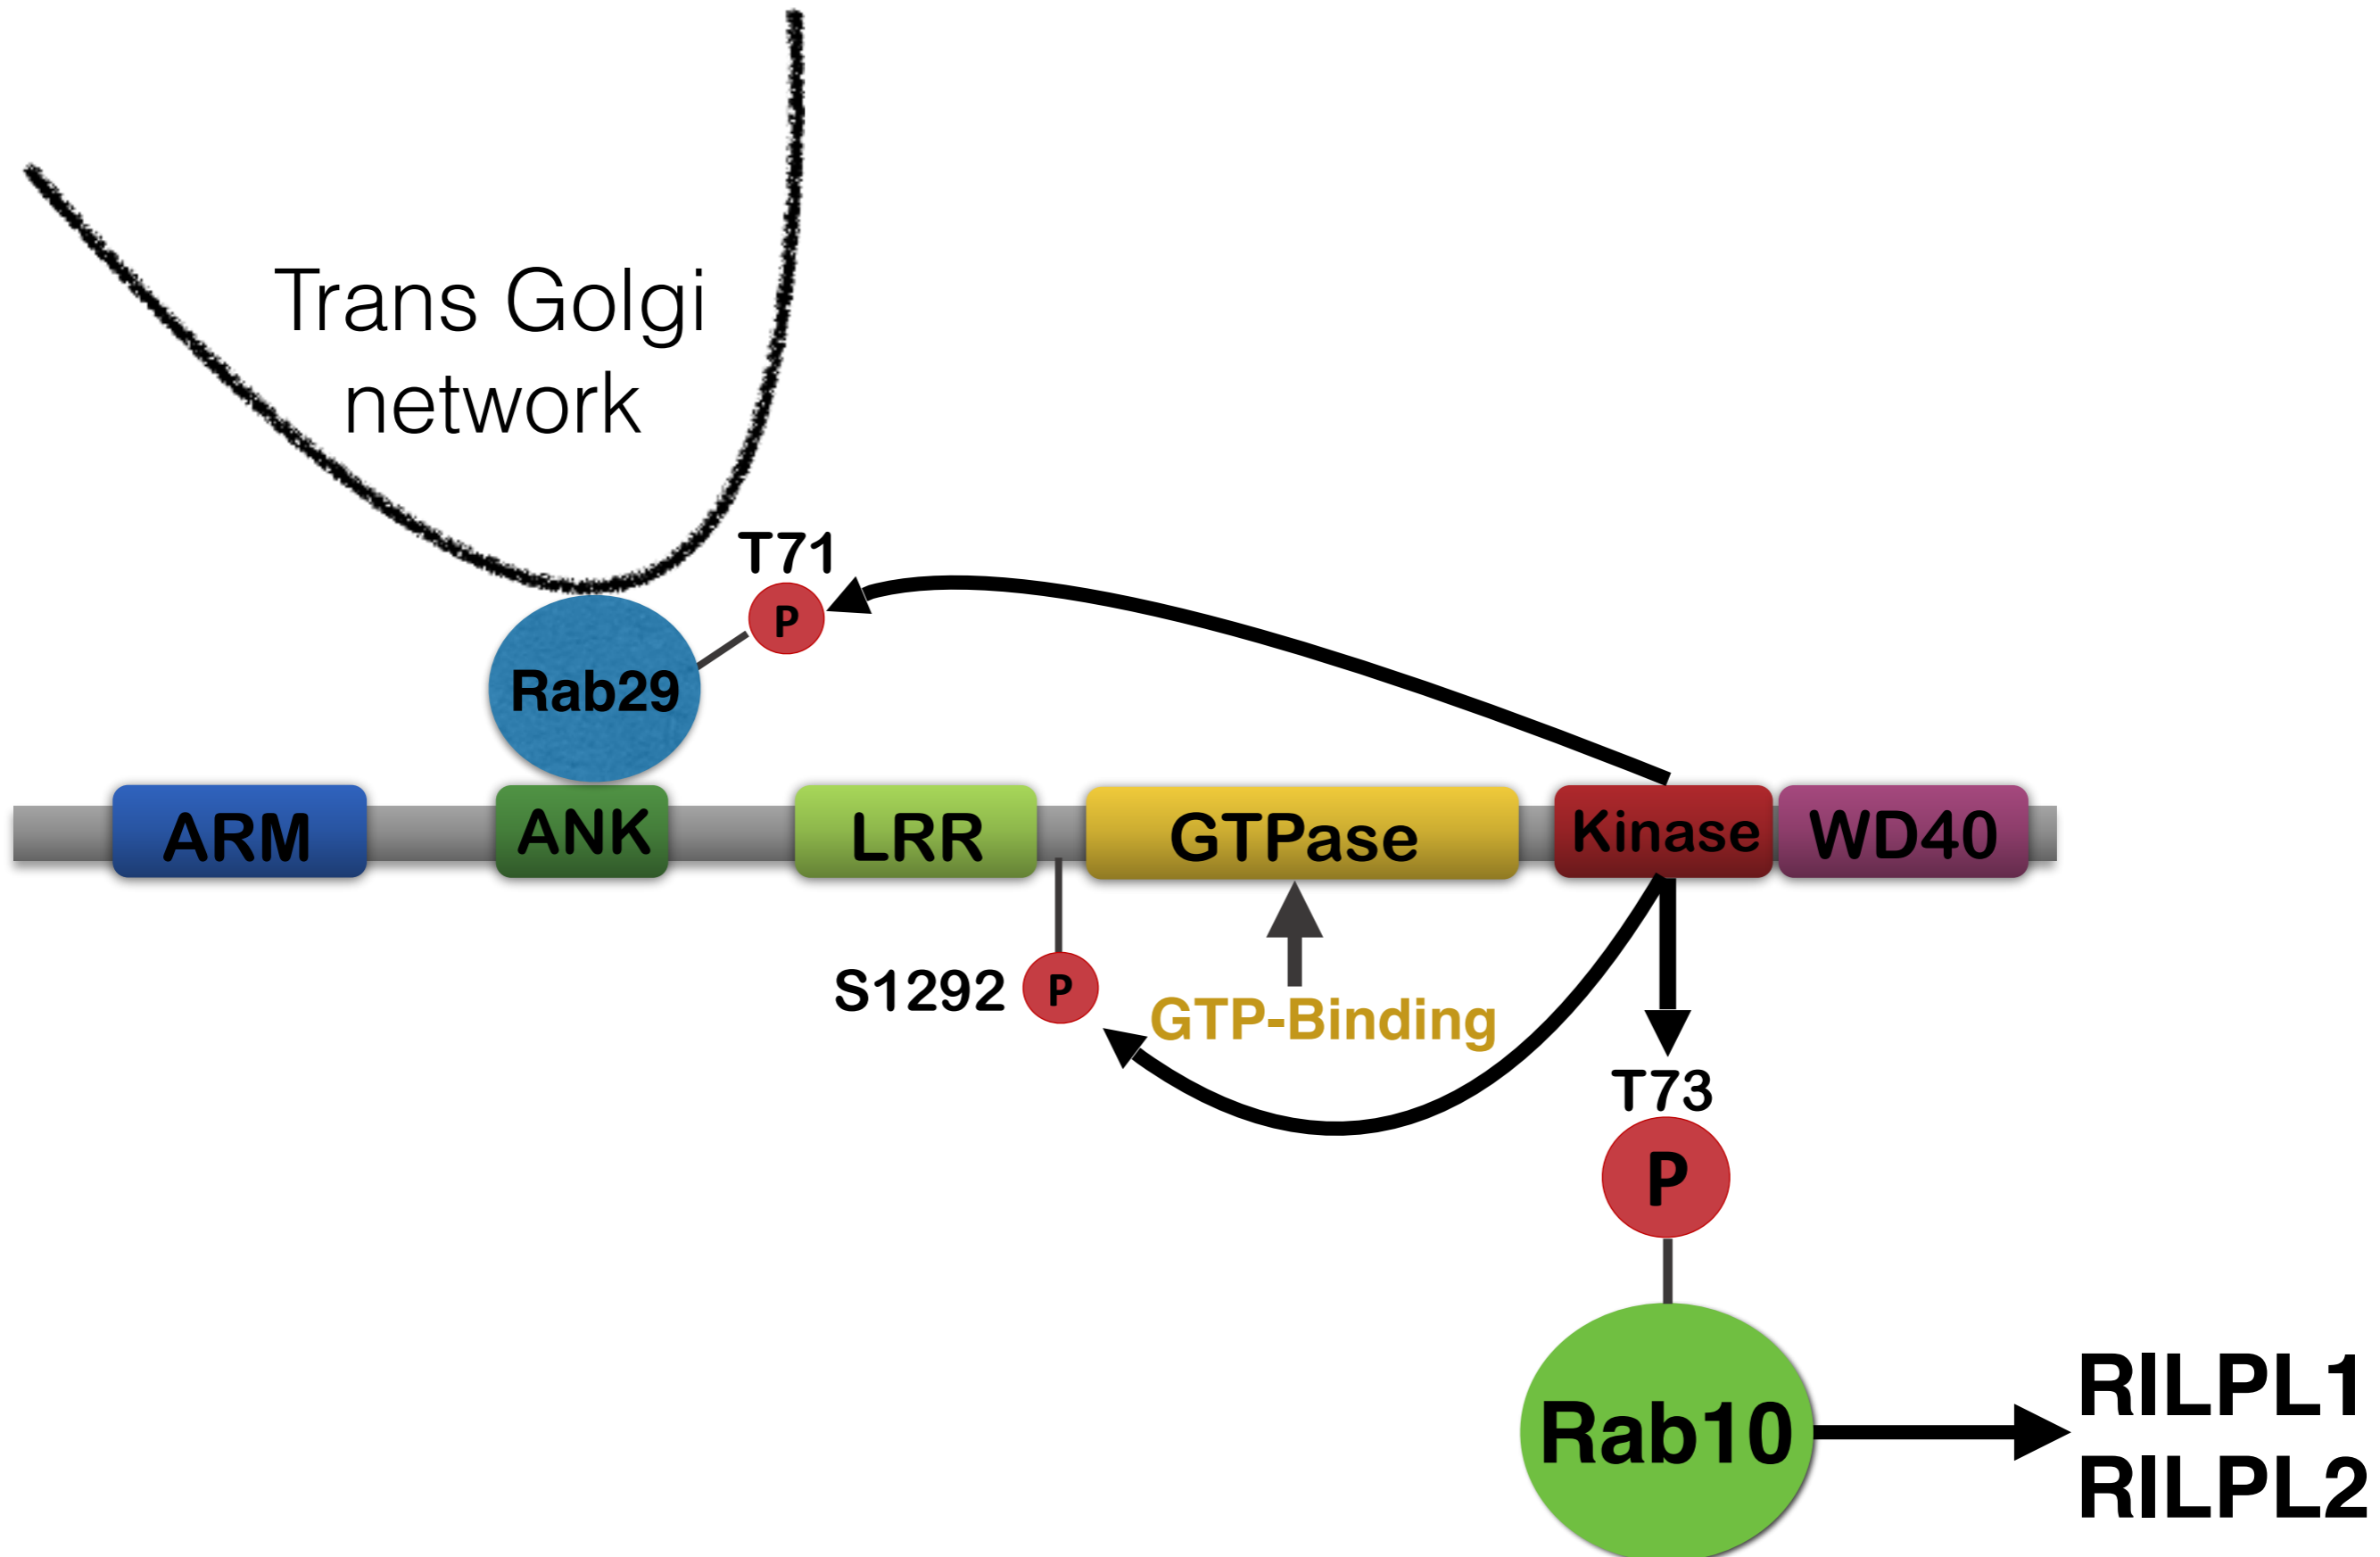 Trans Golgi
network
T71
P
Rab29
ARM
ANK
LRR
GTPase
Kinase
WD40
S1292
P
GTP-Binding
T73
P
Rab10
RILPL1
RILPL2